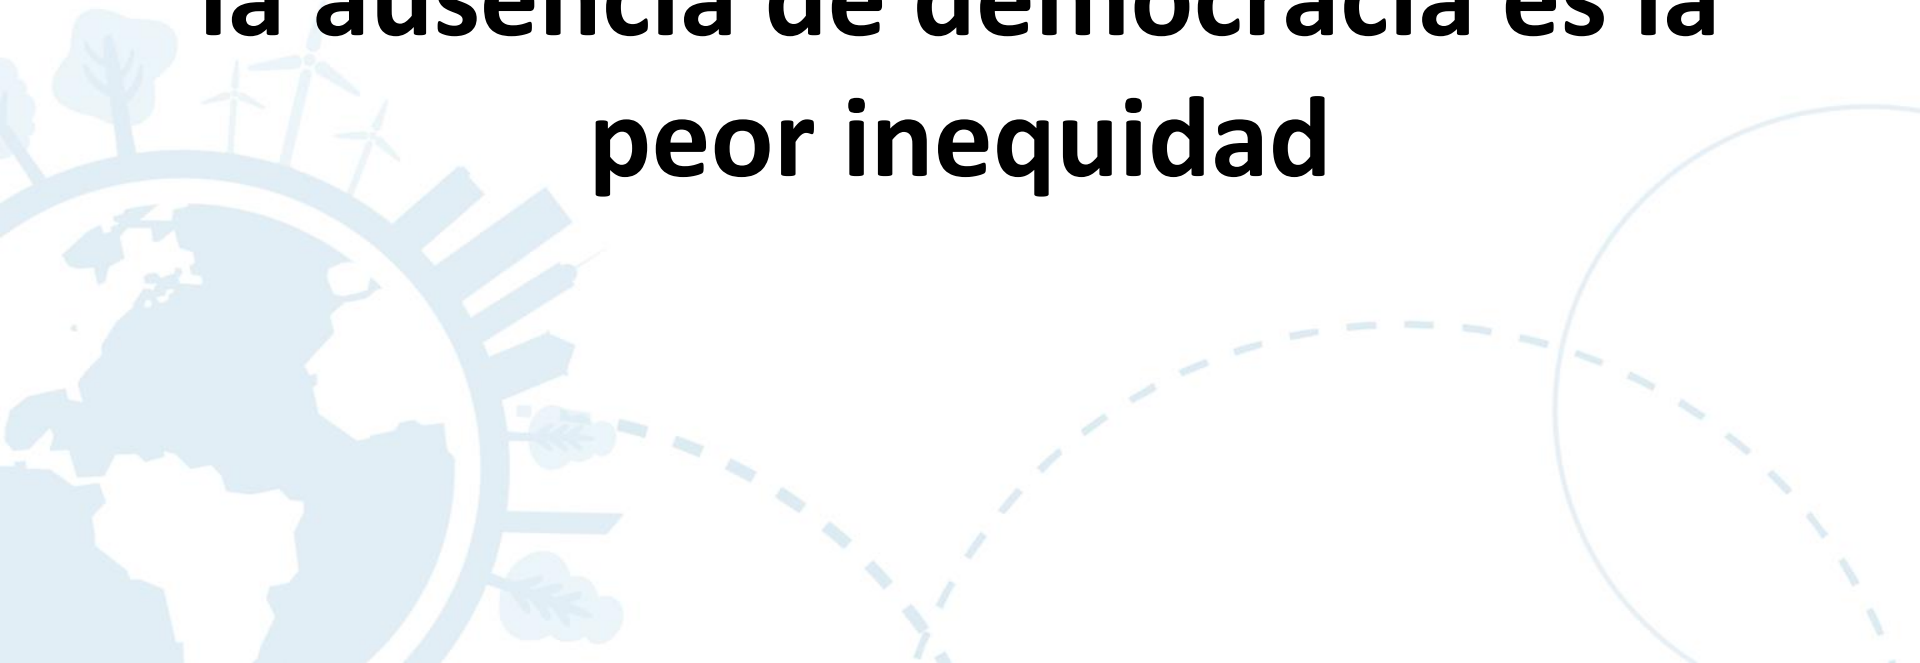 la ausencia de democracia es la
peor inequidad